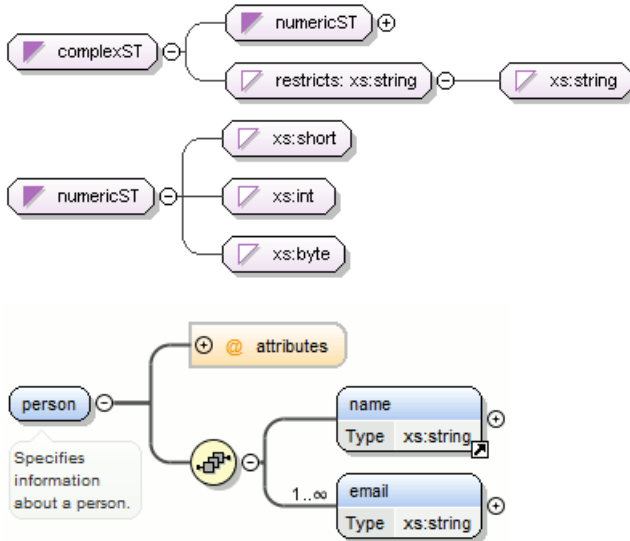 complexST
numericST
restricts: xs:string
xs:string
numericST
xs:short
xs:int
xs:byte
@ attributes
person
Specifies
information
about a person.
name
Type xs:string
1..∞
email
Type xs:string